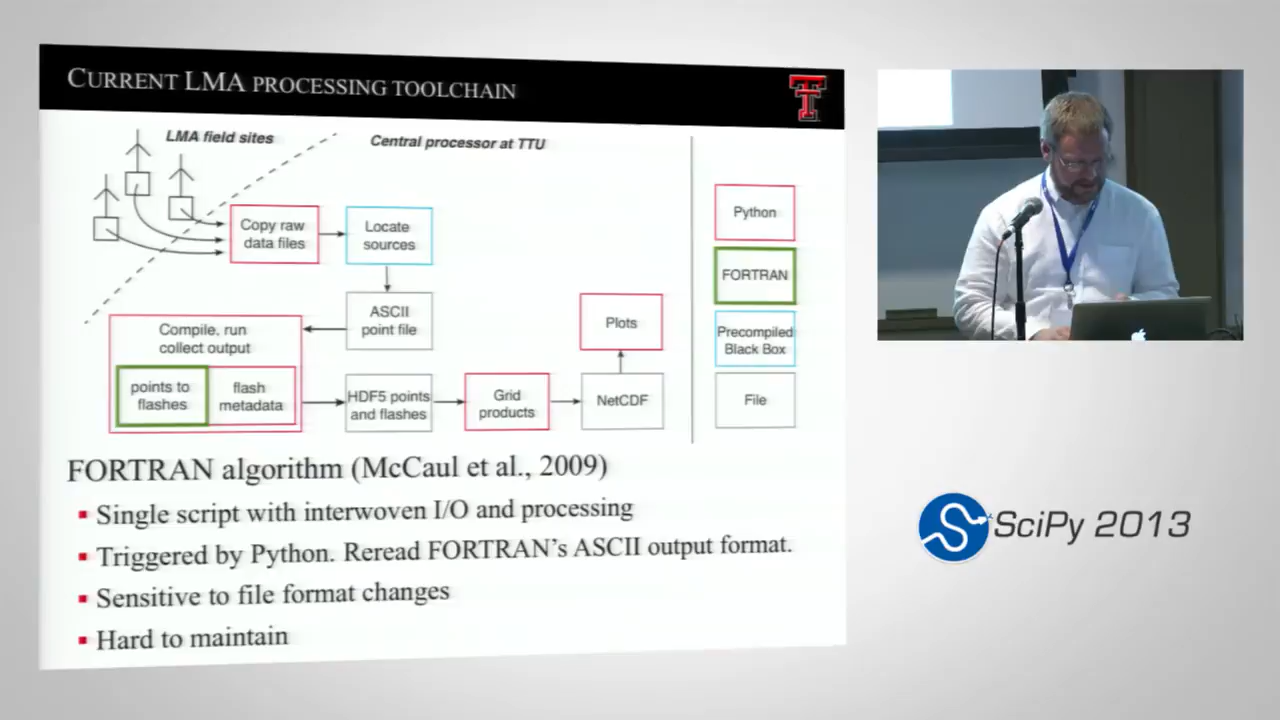 CURRENT LMA PROCESSING TOOLCHAIN
LMA field sites
Central processor at TTU
Copy raw
data files
Locate
sources
ASCII
point file
Compile, run
collect output
points to
flashes
flash
metadata
HDF5 points
and flashes
Grid
products
NetCDF
Plots
Python
FORTRAN
Precompiled
Black Box
File
FORTRAN algorithm (McCaul et al., 2009)
Single script with interwoven I/O and processing
Triggered by Python. Reread FORTRAN's ASCII output format.
Sensitive to file format changes
Hard to maintain
SciPy 2013